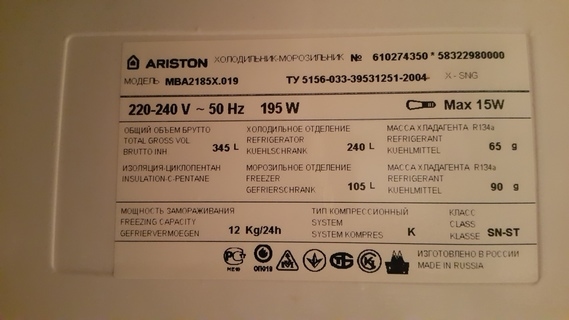 ARISTON ХОЛОДИЛЬНИК-МОРОЗИЛЬНИК № 610274350 * 58322980000
МОДЕЛЬ MBA2185X.019 ТУ 5156-033-39531251-2004 X - SNG
220-240 V ~ 50 Hz 195 W Max 15W
ОБЩИЙ ОБЪЕМ БРУТТО
TOTAL GROSS VOL
BRUTTO INH 345 L
ХОЛОДИЛЬНОЕ ОТДЕЛЕНИЕ
REFRIGERATOR
KUEHLSCHRANK 240 L
МАССА ХЛАДАГЕНТА R134a
REFRIGERANT
KUEHLMITTEL 65 g
ИЗОЛЯЦИЯ-ЦИКЛОПЕНТАН
INSULATION-C-PENTANE
МОРОЗИЛЬНОЕ ОТДЕЛЕНИЕ
FREEZER
GEFRIERSCHRANK 105 L
МАССА ХЛАДАГЕНТА R134a
REFRIGERANT
KUEHLMITTEL 90 g
МОЩНОСТЬ ЗАМОРАЖИВАНИЯ
FREEZING CAPACITY
GEFRIERVERMOEGEN 12 Kg/24h
ТИП КОМПРЕССИОННЫЙ
SYSTEM
SYSTEM KOMPRES K
КЛАСС
CLASS
KLASSE SN-ST
ИЗГОТОВЛЕНО В РОССИИ
MADE IN RUSSIA